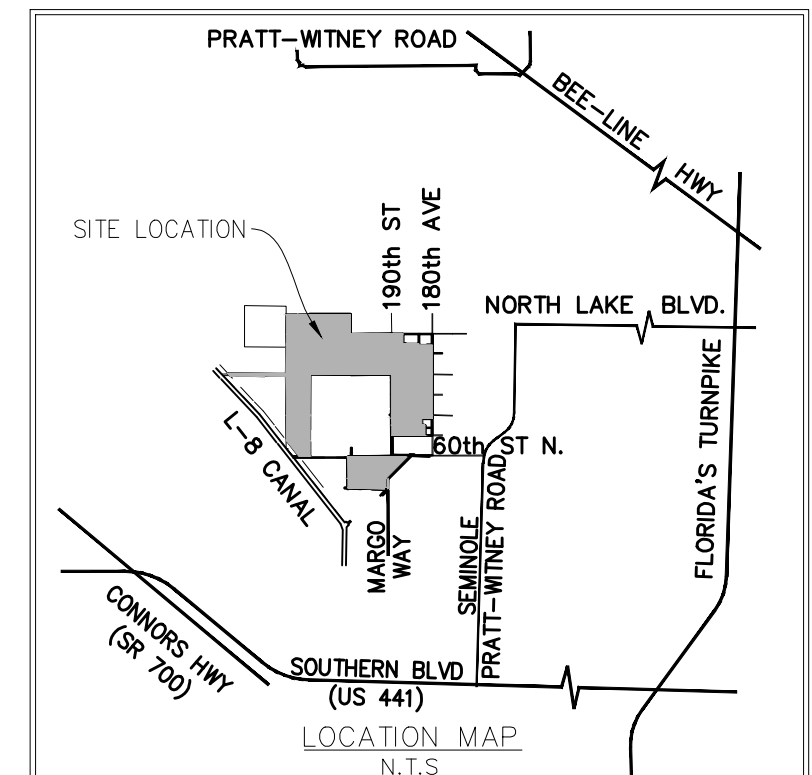 PRATT-WITNEY ROAD
BEE-LINE
HWY
SITE LOCATION
190th ST
180th AVE
NORTH LAKE BLVD.
FLORIDA'S TURNPIKE
L-8 CANAL
60th ST N.
MARGO
WAY
SEMINOLE
PRATT-WITNEY ROAD
CONNORS HWY
(SR 700)
SOUTHERN BLVD
(US 441)
LOCATION MAP
N.T.S